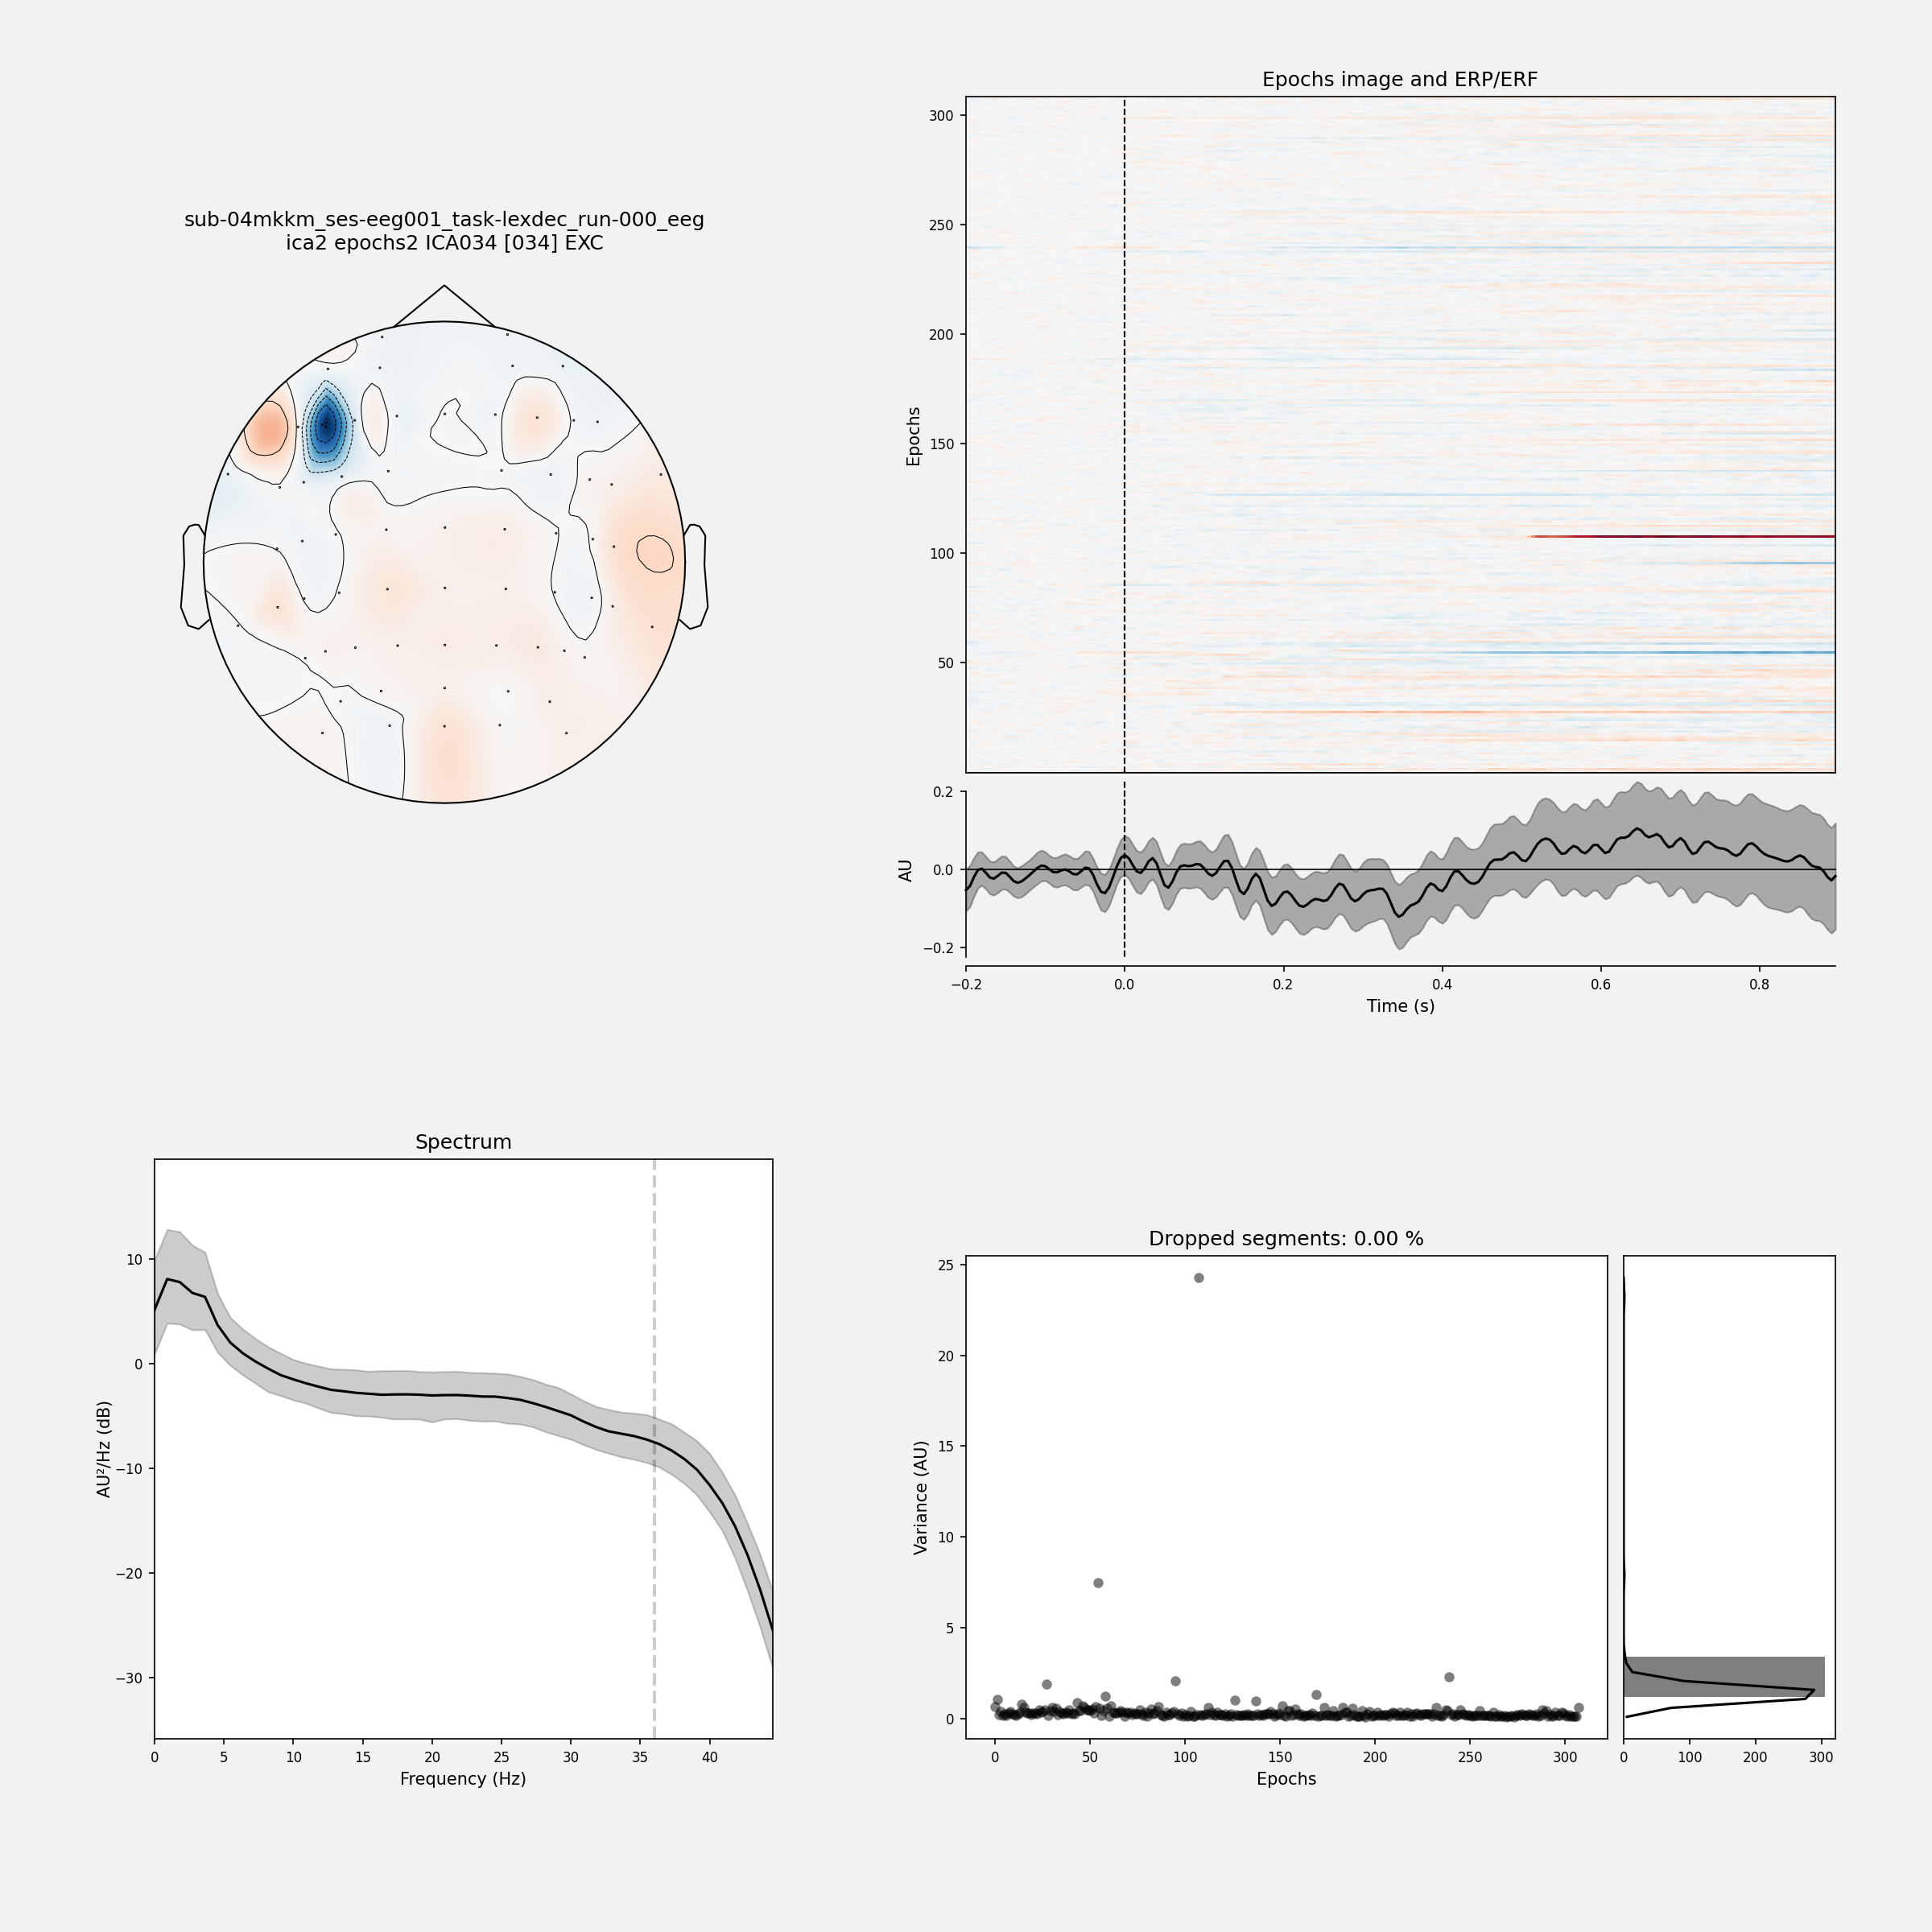 sub-04mkkm_ses-eeg001_task-lexdec_run-000_eeg
ica2 epochs2 ICA034 [034] EXC
Epochs image and ERP/ERF
300
250
200
150
100
50
Epochs
0.2
0.0
−0.2
AU
−0.2 0.0 0.2 0.4 0.6 0.8
Time (s)
Spectrum
10
0
−10
−20
−30
AU²/Hz (dB)
0 5 10 15 20 25 30 35 40
Frequency (Hz)
Dropped segments: 0.00 %
25
20
15
10
5
0
Variance (AU)
0 50 100 150 200 250 300
Epochs
0 100 200 300